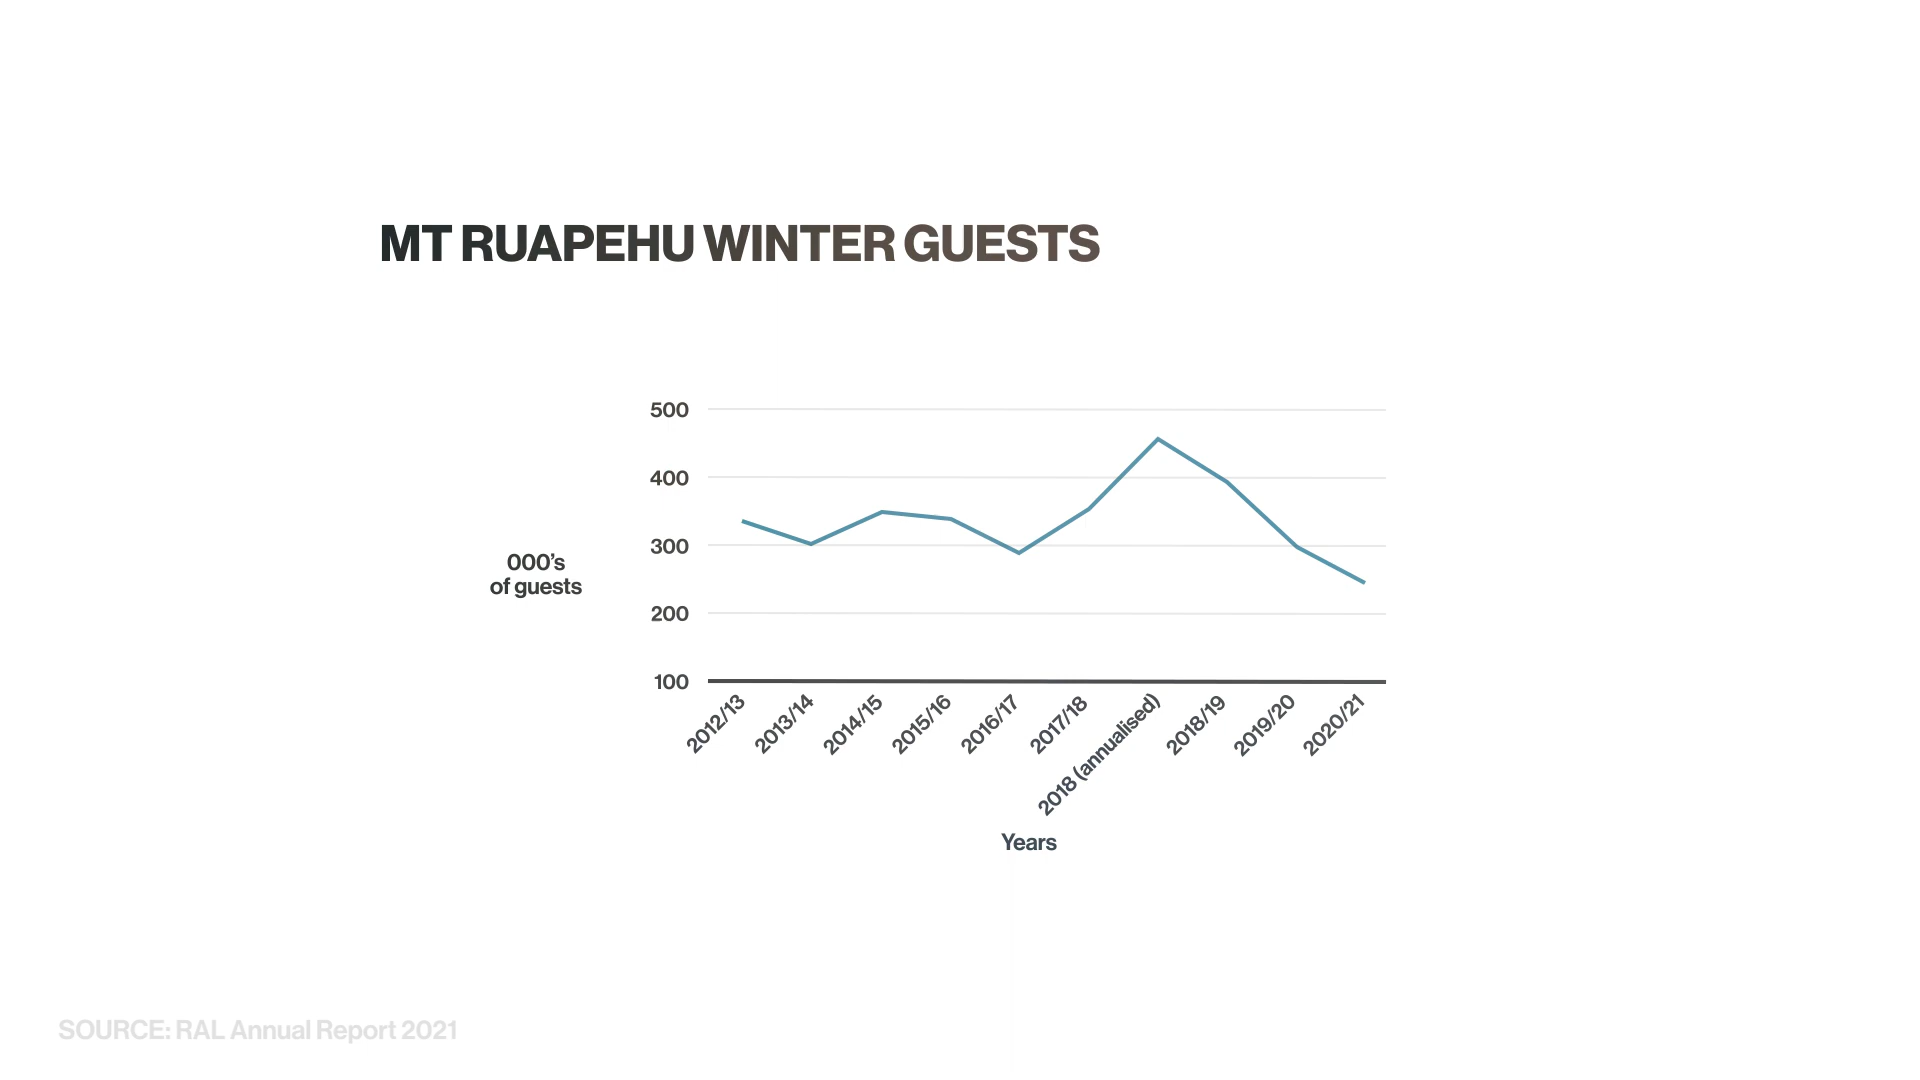 MT RUAPEHU WINTER GUESTS
500
400
300
200
100
000’s
of guests
2012/13
2013/14
2014/15
2015/16
2016/17
2017/18
2018 (annualised)
2018/19
2019/20
2020/21
Years
SOURCE: RAL Annual Report 2021